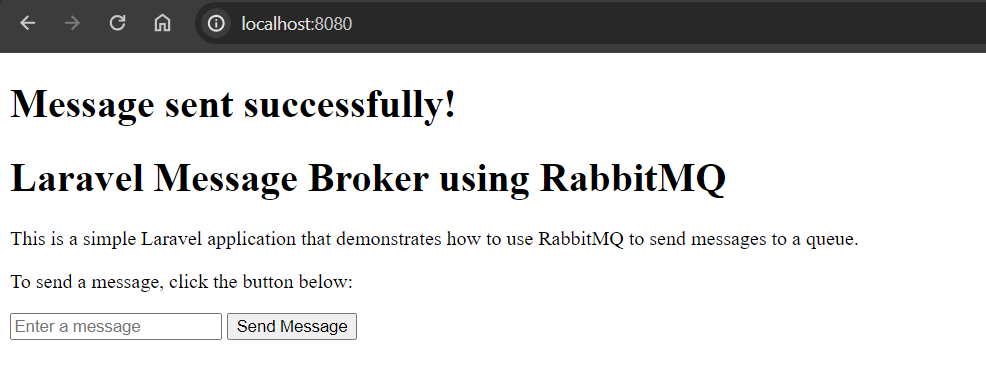 localhost:8080
Message sent successfully!
Laravel Message Broker using RabbitMQ
This is a simple Laravel application that demonstrates how to use RabbitMQ to send messages to a queue.
To send a message, click the button below:
Enter a message Send Message